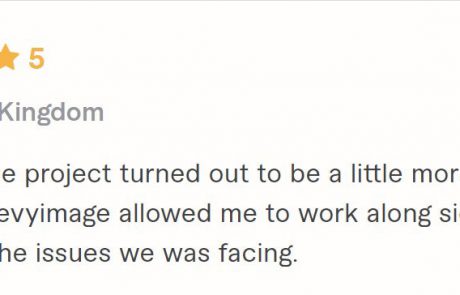 5
Kingdom
e project turned out to be a little mor
evyimage allowed me to work along si
he issues we was facing.